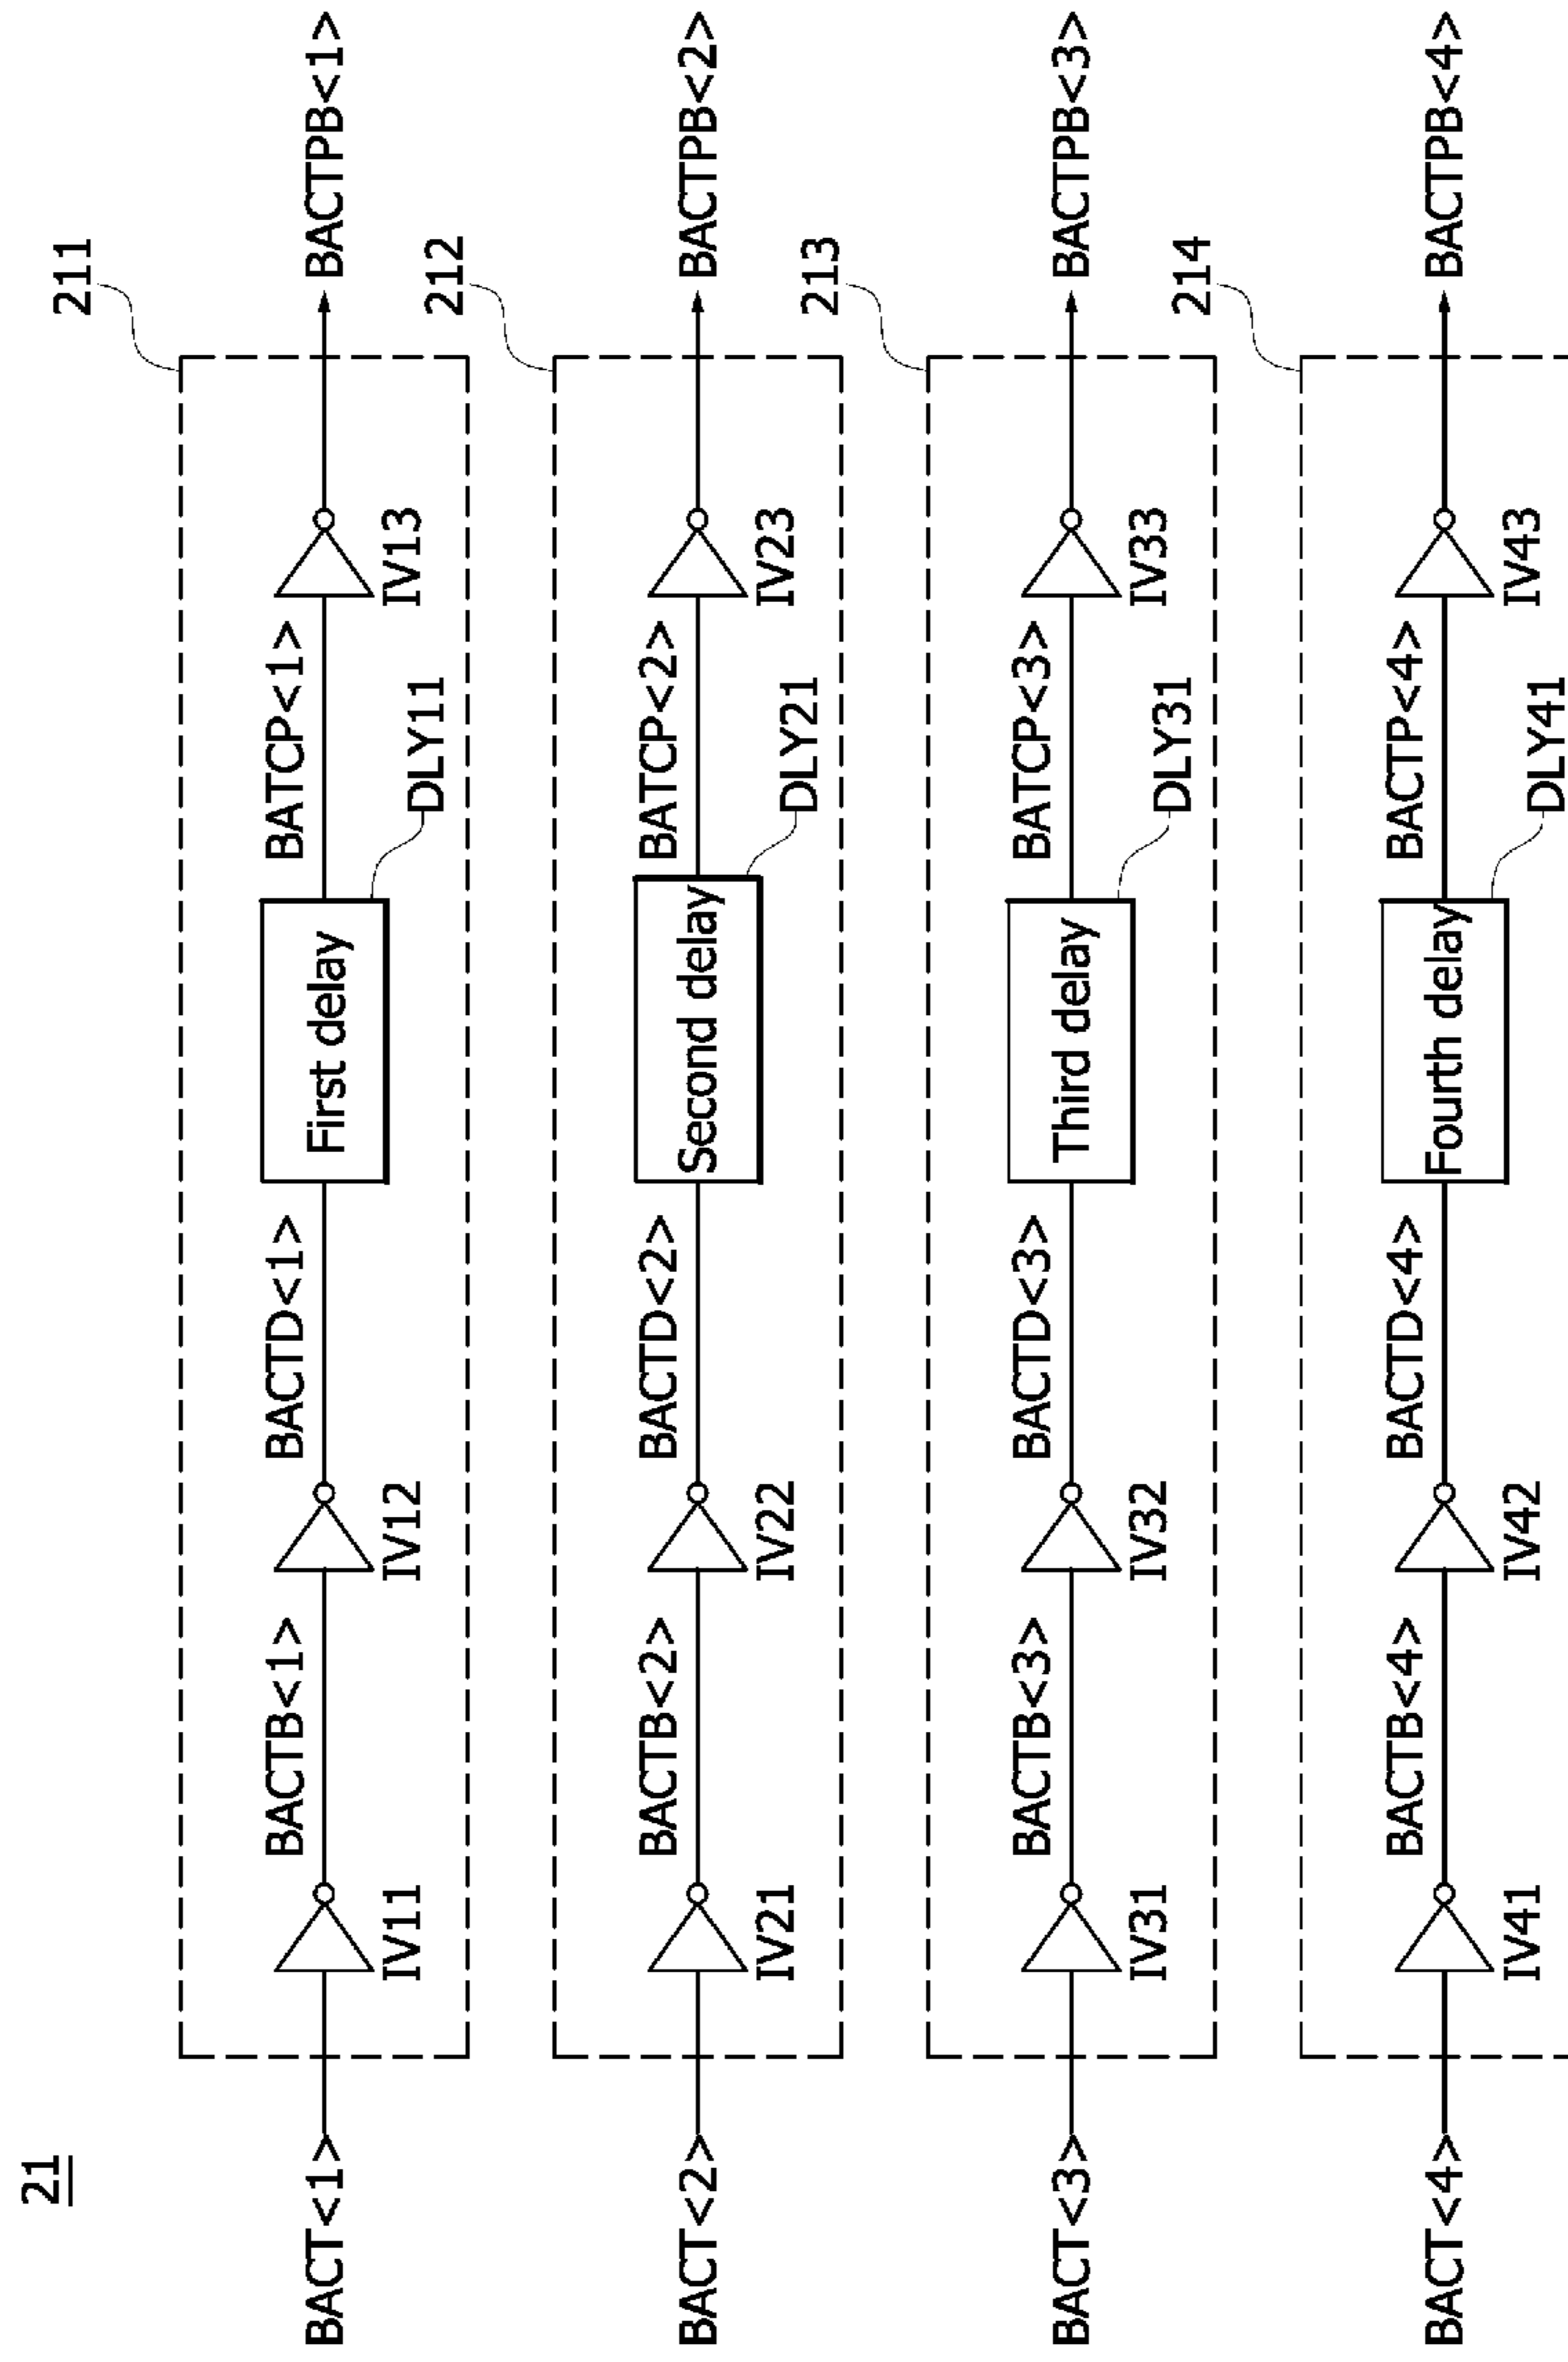 21
211
BACT<1>
BACTB<1>
BACTD<1>
BATCP<1>
BACTPB<1>
IV11
IV12
First delay
DLY11
IV13
212
BACT<2>
BACTB<2>
BACTD<2>
BATCP<2>
BACTPB<2>
IV21
IV22
Second delay
DLY21
IV23
213
BACT<3>
BACTB<3>
BACTD<3>
BATCP<3>
BACTPB<3>
IV31
IV32
Third delay
DLY31
IV33
214
BACT<4>
BACTB<4>
BACTD<4>
BACTP<4>
BACTPB<4>
IV41
IV42
Fourth delay
DLY41
IV43